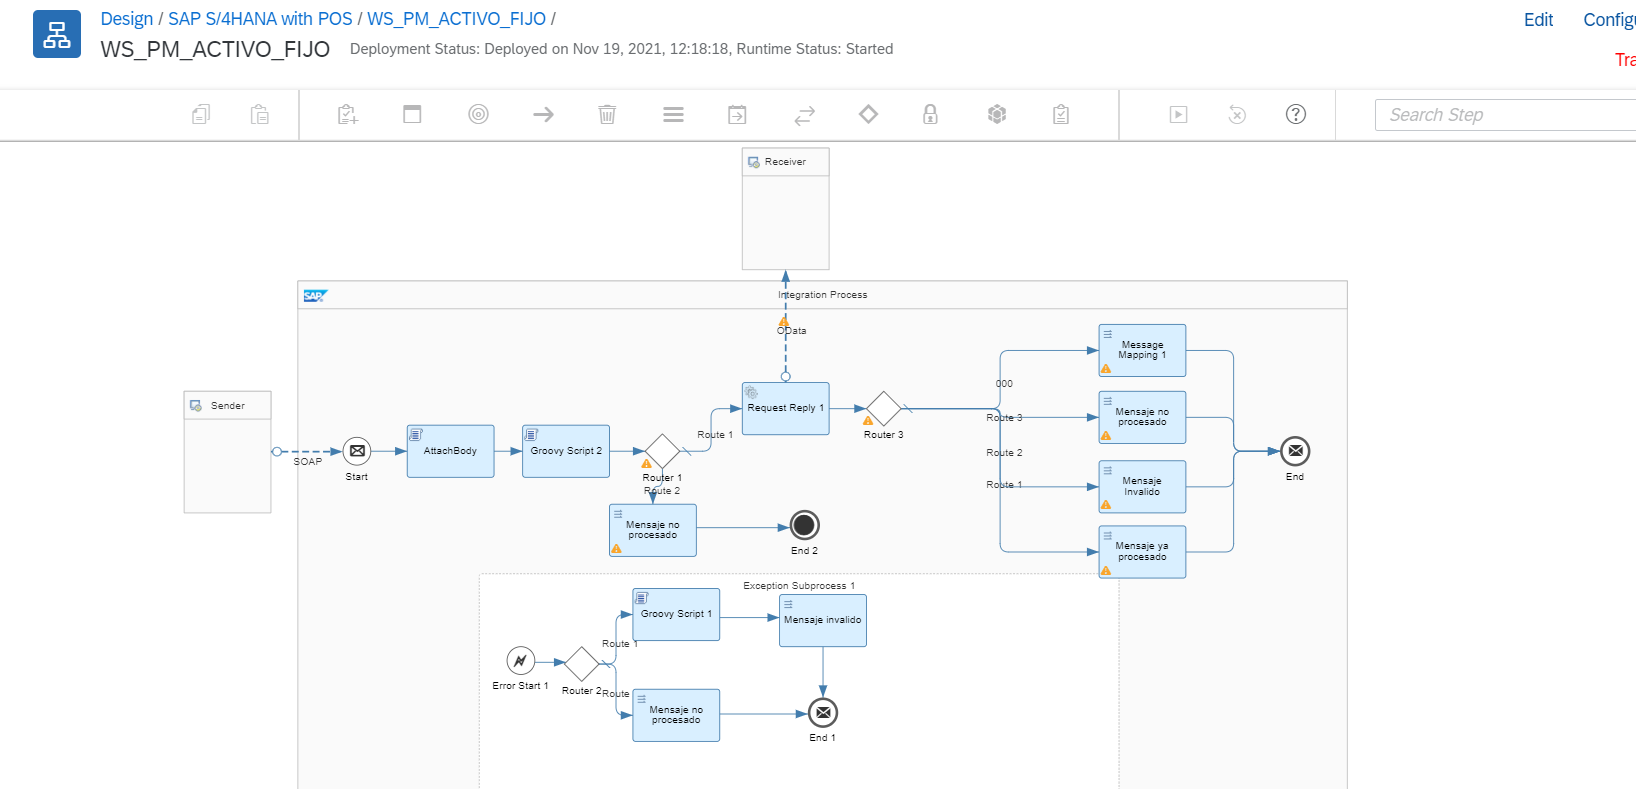 Design / SAP S/4HANA with POS / WS_PM_ACTIVO_FIJO /
Edit
Config
WS_PM_ACTIVO_FIJO
Deployment Status: Deployed on Nov 19, 2021, 12:18:18, Runtime Status: Started
Tra
Search Step
Receiver
SAP
Integration Process
OData
Message
Mapping 1
000
Sender
Request Reply 1
Mensaje no
procesado
Route 3
Route 1
Router 3
AttachBody
Groovy Script 2
Route 2
SOAP
Start
Router 1
Route 2
Route 1
Mensaje
Invalido
End
Mensaje no
procesado
End 2
Mensaje ya
procesado
Exception Subprocess 1
Groovy Script 1
Mensaje invalido
Route 1
Error Start 1
Router 2
Route
Mensaje no
procesado
End 1